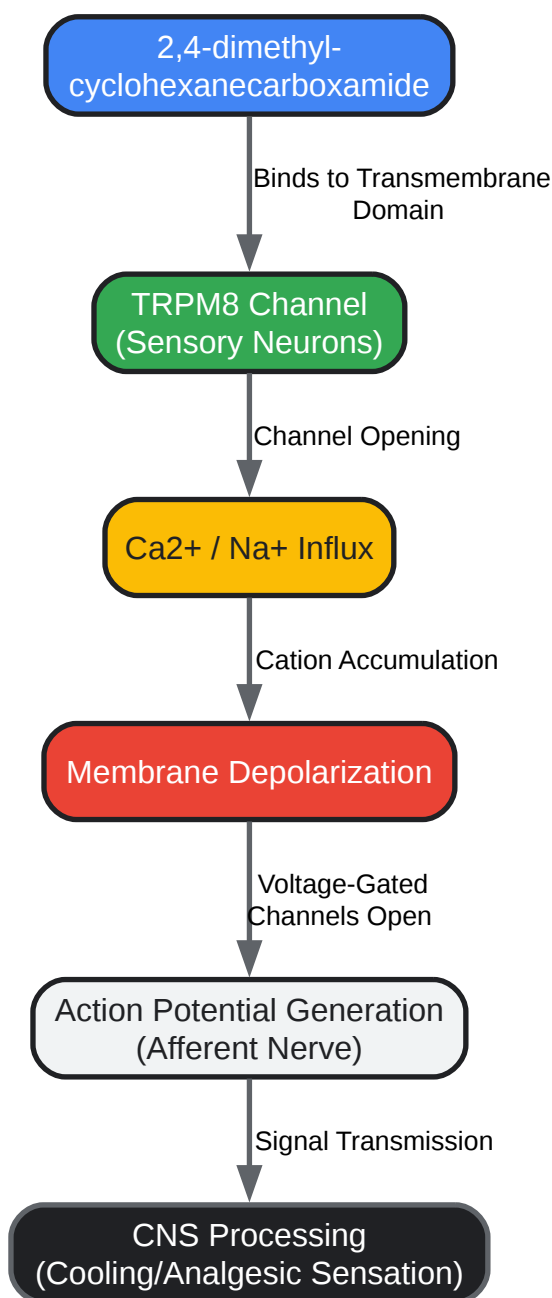 2,4-dimethyl-
cyclohexanecarboxamide
Binds to Transmembrane
Domain
TRPM8 Channel
(Sensory Neurons)
Channel Opening
Ca2+ / Na+ Influx
Cation Accumulation
Membrane Depolarization
Voltage-Gated
Channels Open
Action Potential Generation
(Afferent Nerve)
Signal Transmission
CNS Processing
(Cooling/Analgesic Sensation)